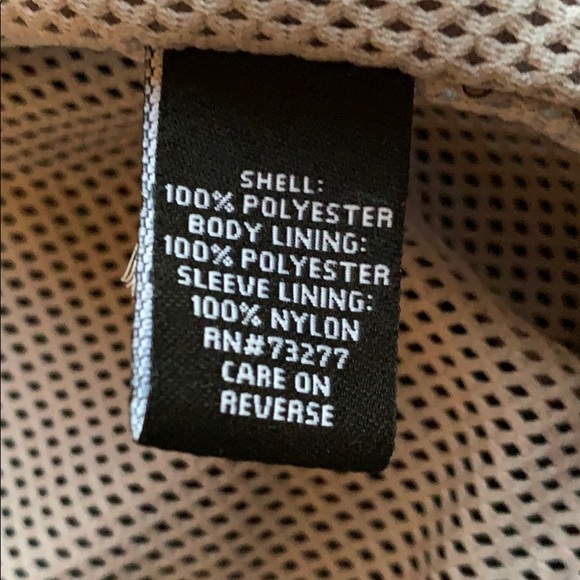 SHELL:
100% POLYESTER
BODY LINING:
100% POLYESTER
SLEEVE LINING:
100% NYLON
RN#73277
CARE ON
REVERSE